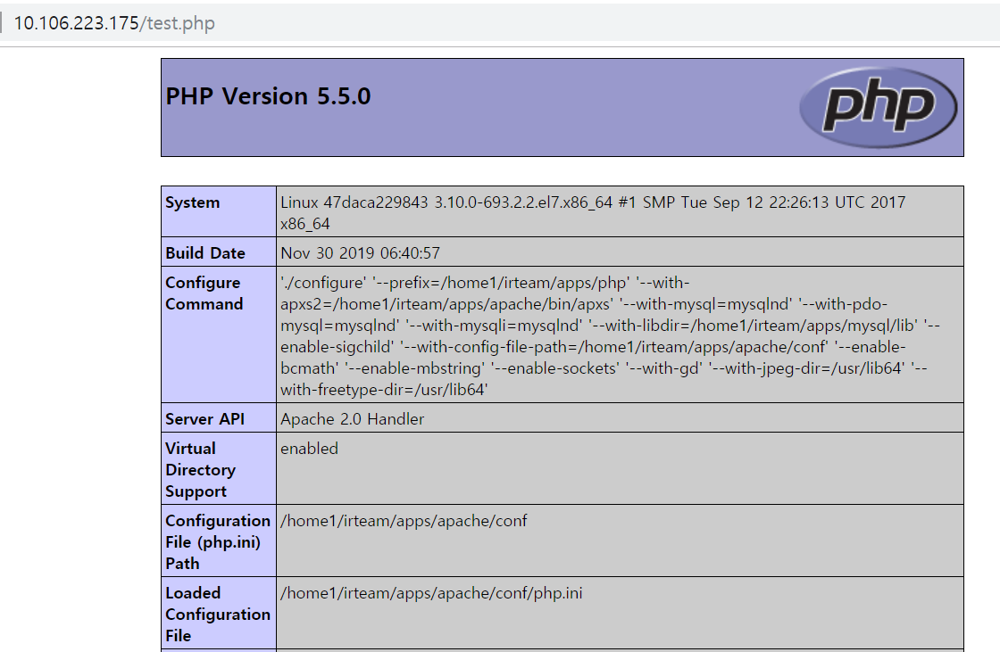 10.106.223.175/test.php
PHP Version 5.5.0
php
System
Linux 47daca229843 3.10.0-693.2.2.el7.x86_64 #1 SMP Tue Sep 12 22:26:13 UTC 2017
x86_64
Build Date
Nov 30 2019 06:40:57
Configure
Command
'./configure' '--prefix=/home1/irteam/apps/php' '--with-
apxs2=/home1/irteam/apps/apache/bin/apxs' '--with-mysql=mysqlnd' '--with-pdo-
mysql=mysqlnd' '--with-mysqli=mysqlnd' '--with-libdir=/home1/irteam/apps/mysql/lib' '--
enable-sigchild' '--with-config-file-path=/home1/irteam/apps/apache/conf' '--enable-
bcmath' '--enable-mbstring' '--enable-sockets' '--with-gd' '--with-jpeg-dir=/usr/lib64' '--
with-freetype-dir=/usr/lib64'
Server API
Apache 2.0 Handler
Virtual
Directory
Support
enabled
Configuration
File (php.ini)
Path
/home1/irteam/apps/apache/conf
Loaded
Configuration
File
/home1/irteam/apps/apache/conf/php.ini